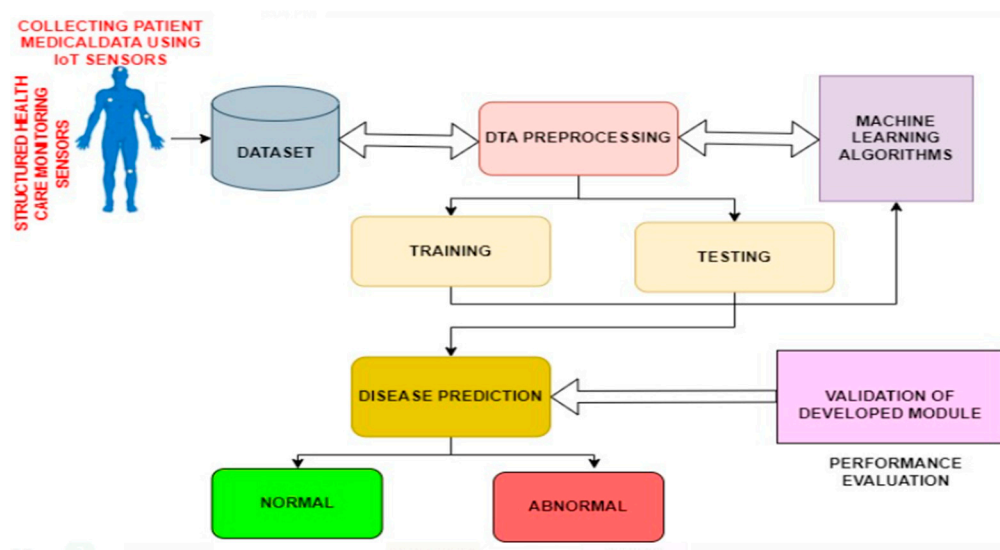 COLLECTING PATIENT
MEDICALDATA USING
IoT SENSORS
STRUCTURED HEALTH
CARE MONITORING
SENSORS
DATASET
DTA PREPROCESSING
MACHINE
LEARNING
ALGORITHMS
TRAINING
TESTING
DISEASE PREDICTION
VALIDATION OF
DEVELOPED MODULE
PERFORMANCE
EVALUATION
NORMAL
ABNORMAL